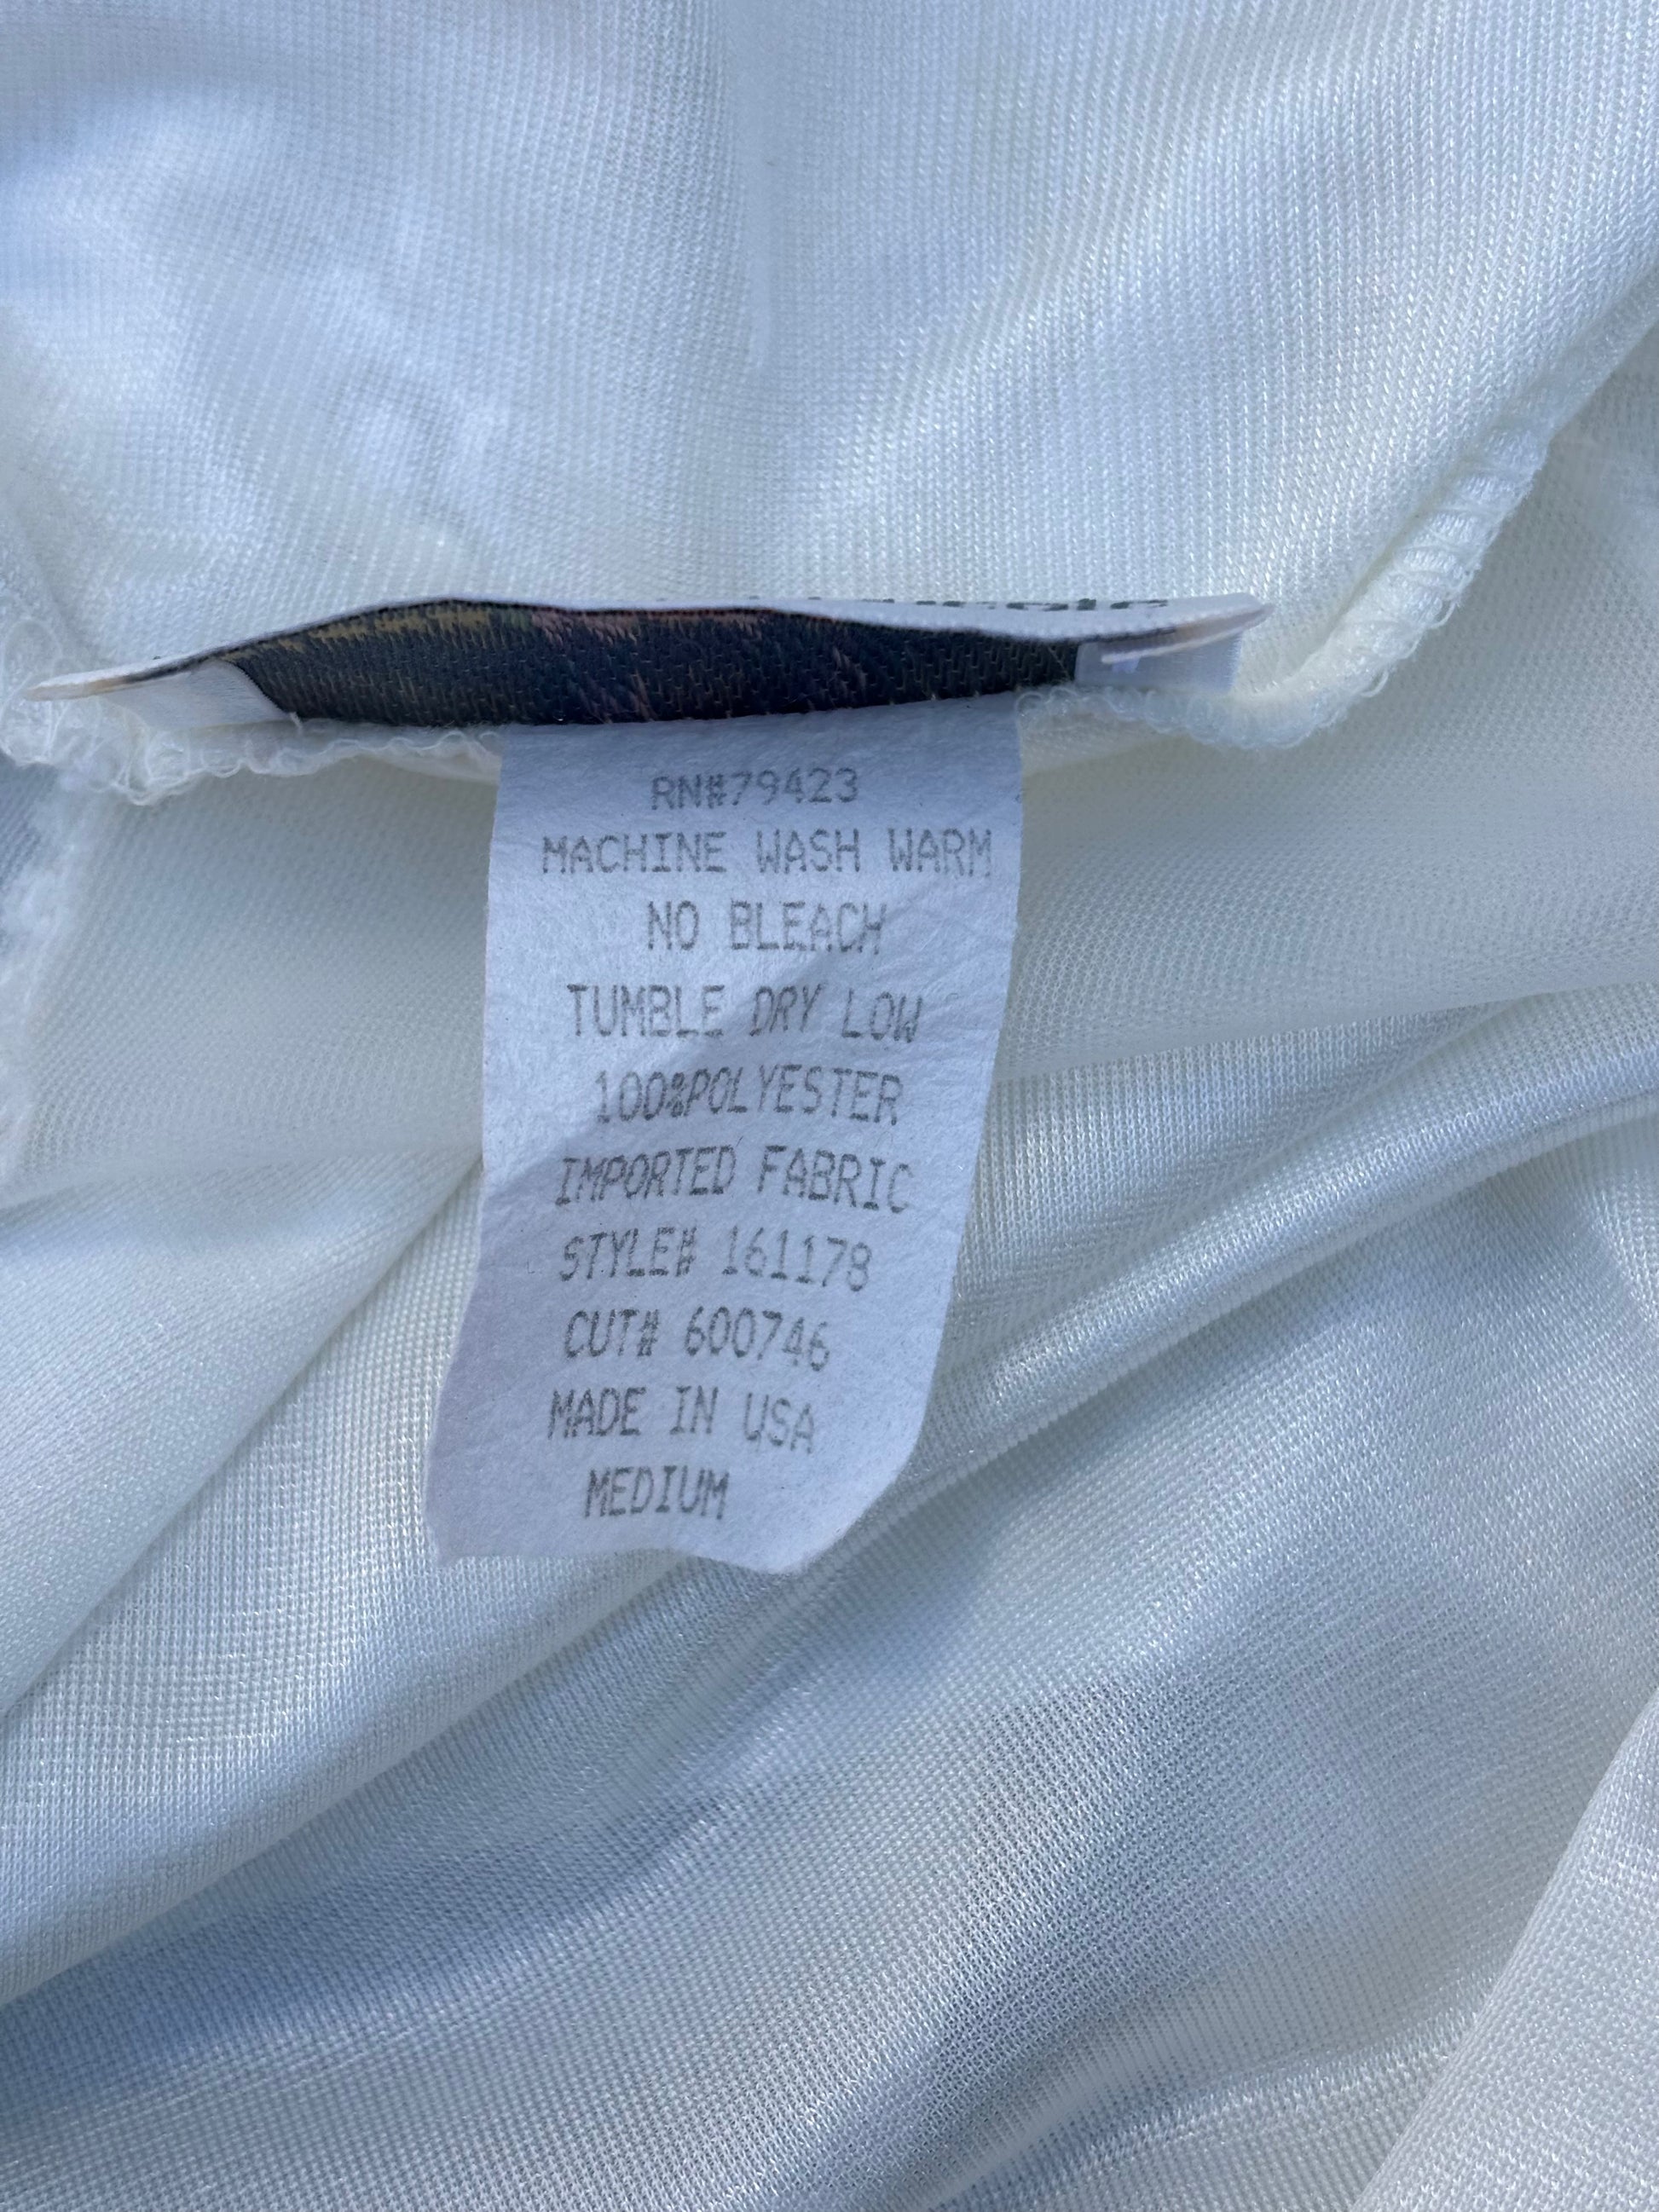 RN#79423
MACHINE WASH WARM
NO BLEACH
TUMBLE DRY LOW
100%POLYESTER
IMPORTED FABRIC
STYLE# 161178
CUT# 600746
MADE IN USA
MEDIUM